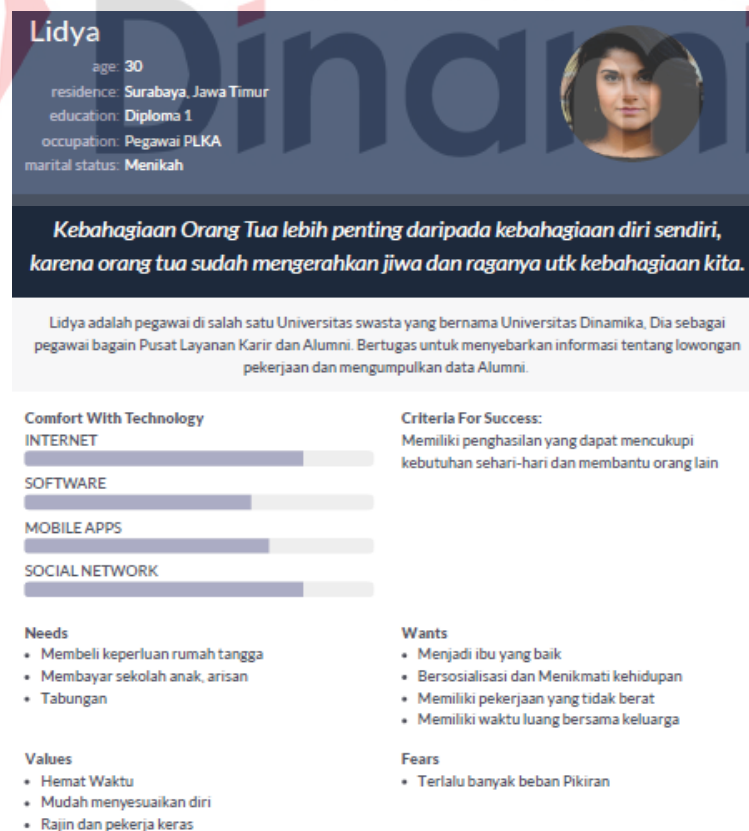 Dinami
Lidya
age: 30
residence: Surabaya, Jawa Timur
education: Diploma 1
occupation: Pegawai PLKA
marital status: Menikah
Kebahagiaan Orang Tua lebih penting daripada kebahagiaan diri sendiri,
karena orang tua sudah mengerahkan jiwa dan raganya utk kebahagiaan kita.
Lidya adalah pegawai di salah satu Universitas swasta yang bernama Universitas Dinamika, Dia sebagai
pegawai bagain Pusat Layanan Karir dan Alumni. Bertugas untuk menyebarkan informasi tentang lowongan
pekerjaan dan mengumpulkan data Alumni.
Comfort With Technology
INTERNET
SOFTWARE
MOBILE APPS
SOCIAL NETWORK
Criteria For Success:
Memiliki penghasilan yang dapat mencukupi
kebutuhan sehari-hari dan membantu orang lain
Needs
• Membeli keperluan rumah tangga
• Membayar sekolah anak, arisan
• Tabungan
Wants
• Menjadi ibu yang baik
• Bersosialisasi dan Menikmati kehidupan
• Memiliki pekerjaan yang tidak berat
• Memiliki waktu luang bersama keluarga
Values
• Hemat Waktu
• Mudah menyesuaikan diri
• Rajin dan pekerja keras
Fears
• Terlalu banyak beban Pikiran